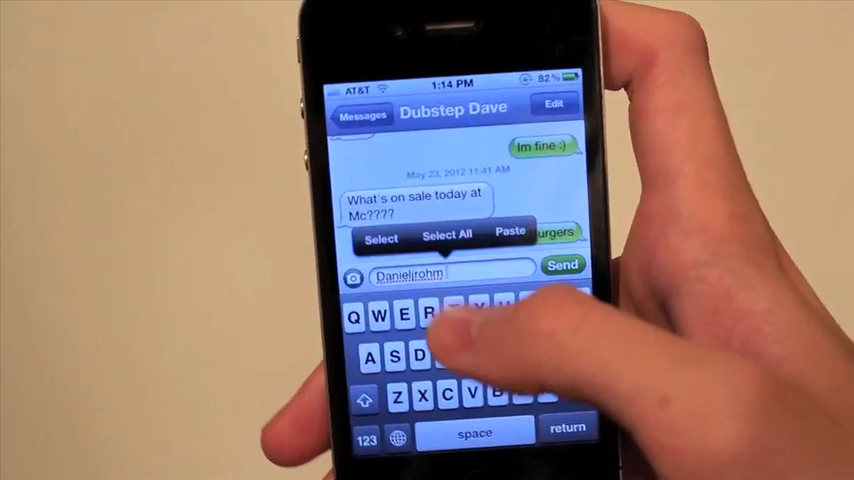 AT&T 1:14 PM 82%
Messages Dubstep Dave Edit
Im fine :)
May 23, 2012 11:41 AM
What's on sale today at
Mc????
Select Select All Paste
urgers
Danielirohm Send
Q W E R
A S D
Z X C V B
123 space return